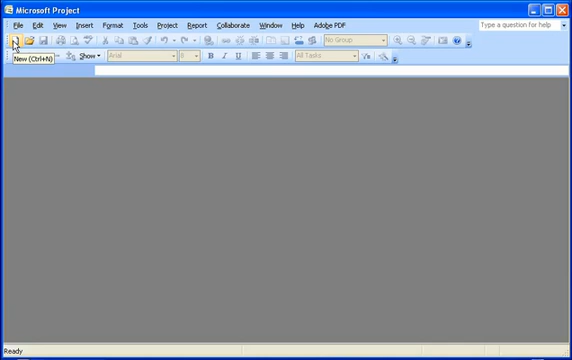 Microsoft Project
File Edit View Insert Format Tools Project Report Collaborate Window Help Adobe PDF Type a question for help
No Group
New (Ctrl+N) Show Arial 8 B I U All Tasks
Ready